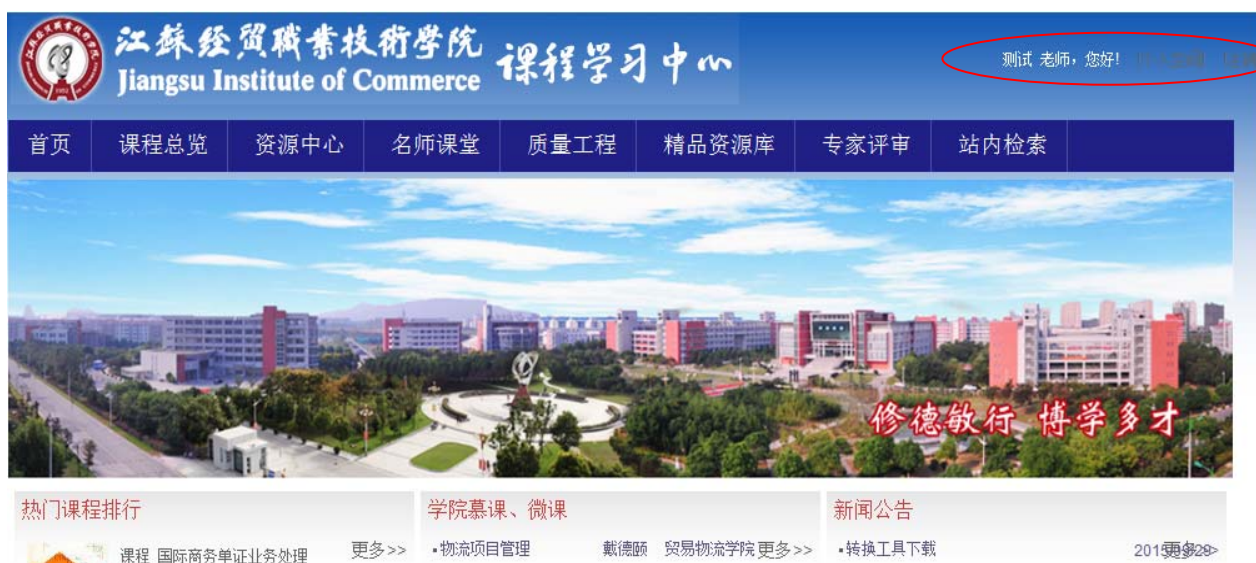 江蘇经贸職業技術学院
Jiangsu Institute of Commerce
课程学习中心
测试 老师，您好!
首页 课程总览 资源中心 名师课堂 质量工程 精品资源库 专家评审 站内检索
修德敏行 博学多才
热门课程排行
课程 国际商务单证业务处理 更多>>
学院慕课、微课
▪物流项目管理 戴德颐 贸易物流学院 更多>>
新闻公告
▪转换工具下载 更多>>